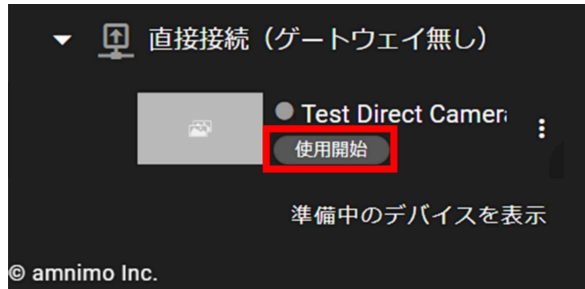 直接接続（ゲートウェイ無し）
Test Direct Camer
使用開始
準備中のデバイスを表示
© amnimo Inc.